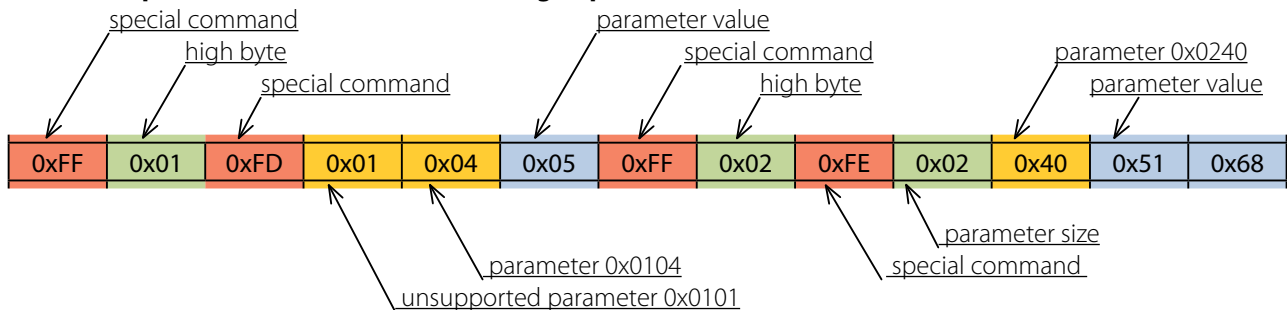 special command parameter value
high byte special command parameter 0x0240
special command high byte parameter value
0xFF 0x01 0xFD 0x01 0x04 0x05 0xFF 0x02 0xFE 0x02 0x40 0x51 0x68
parameter size
parameter 0x0104 special command
unsupported parameter 0x0101